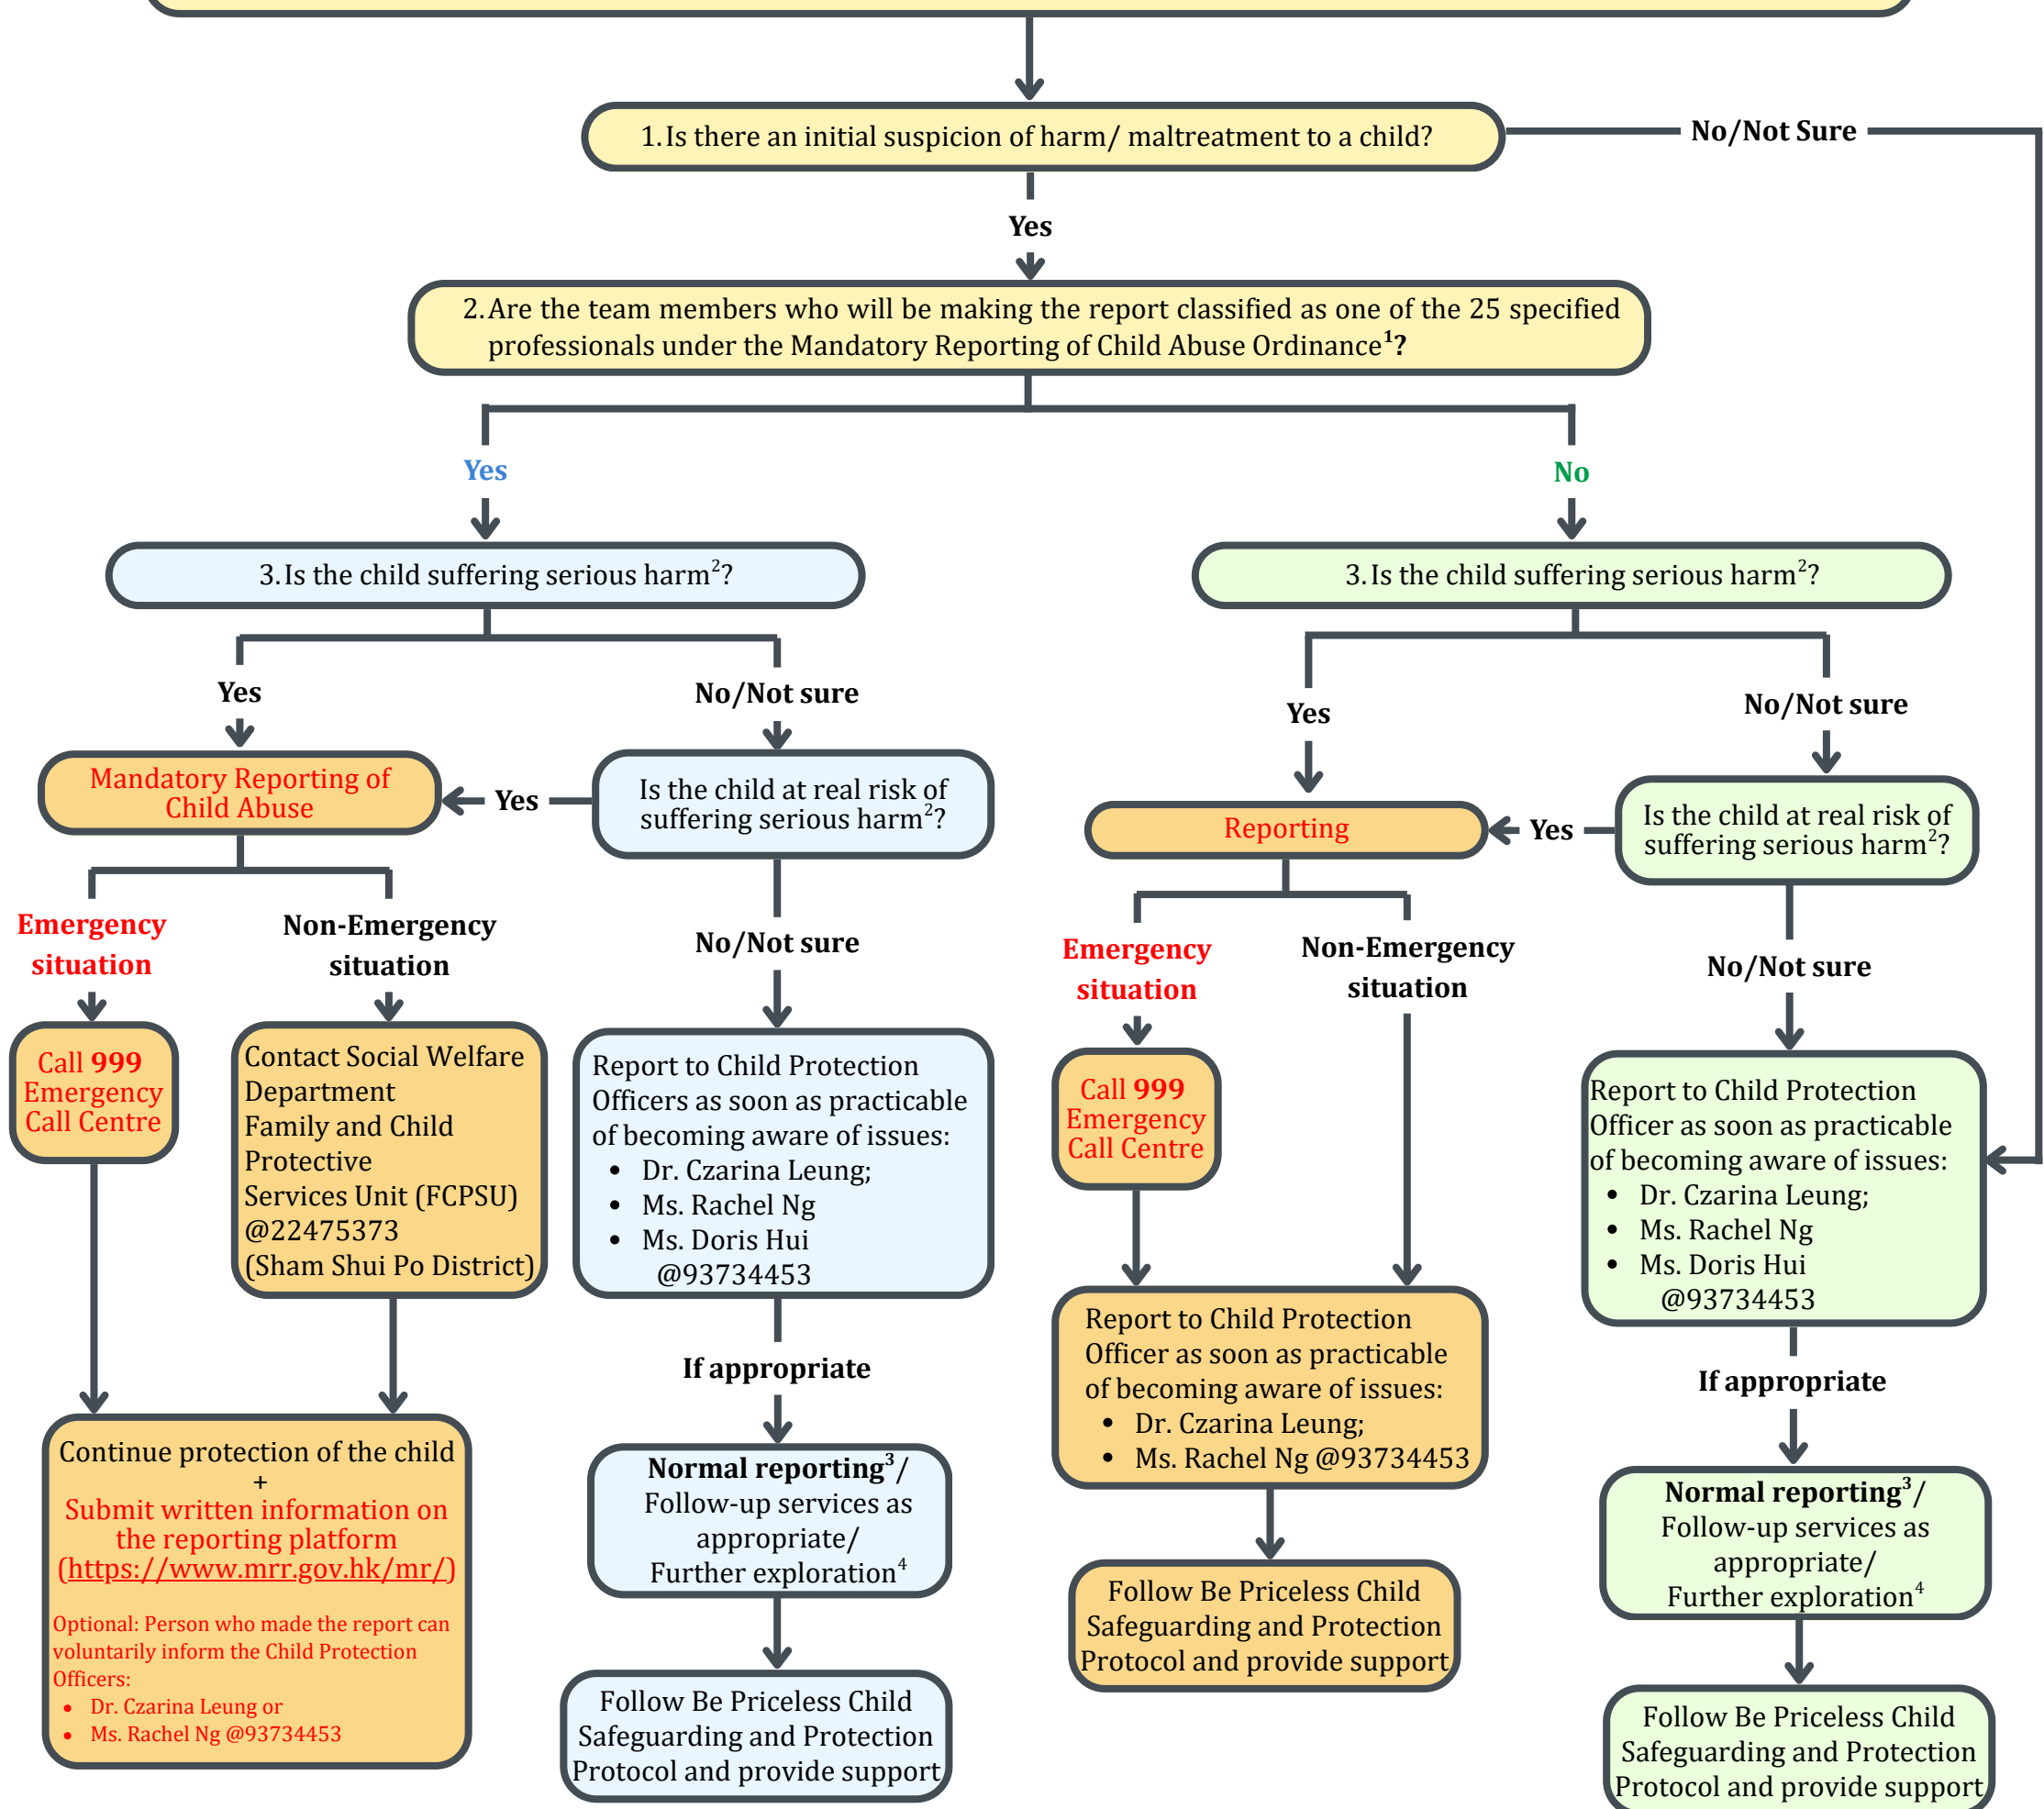 1. Is there an initial suspicion of harm/ maltreatment to a child?
No/Not Sure
Yes
2. Are the team members who will be making the report classified as one of the 25 specified
professionals under the Mandatory Reporting of Child Abuse Ordinance¹?
Yes
No
3. Is the child suffering serious harm²?
Yes
No/Not sure
Mandatory Reporting of
Child Abuse
Yes
Is the child at real risk of
suffering serious harm²?
Emergency
situation
Non-Emergency
situation
No/Not sure
Call 999
Emergency
Call Centre
Contact Social Welfare
Department
Family and Child
Protective
Services Unit (FCPSU)
@22475373
(Sham Shui Po District)
Report to Child Protection
Officers as soon as practicable
of becoming aware of issues:
• Dr. Czarina Leung;
• Ms. Rachel Ng
• Ms. Doris Hui
@93734453
If appropriate
Continue protection of the child
+
Submit written information on
the reporting platform
(https://www.mrr.gov.hk/mr/)
Optional: Person who made the report can
voluntarily inform the Child Protection
Officers:
• Dr. Czarina Leung or
• Ms. Rachel Ng @93734453
Normal reporting³/
Follow-up services as
appropriate/
Further exploration⁴
Follow Be Priceless Child
Safeguarding and Protection
Protocol and provide support
3. Is the child suffering serious harm²?
Yes
No/Not sure
Reporting
Yes
Is the child at real risk of
suffering serious harm²?
Emergency
situation
Non-Emergency
situation
No/Not sure
Call 999
Emergency
Call Centre
Report to Child Protection
Officer as soon as practicable
of becoming aware of issues:
• Dr. Czarina Leung;
• Ms. Rachel Ng @93734453
Follow Be Priceless Child
Safeguarding and Protection
Protocol and provide support
Report to Child Protection
Officer as soon as practicable
of becoming aware of issues:
• Dr. Czarina Leung;
• Ms. Rachel Ng
• Ms. Doris Hui
@93734453
If appropriate
Normal reporting³/
Follow-up services as
appropriate/
Further exploration⁴
Follow Be Priceless Child
Safeguarding and Protection
Protocol and provide support